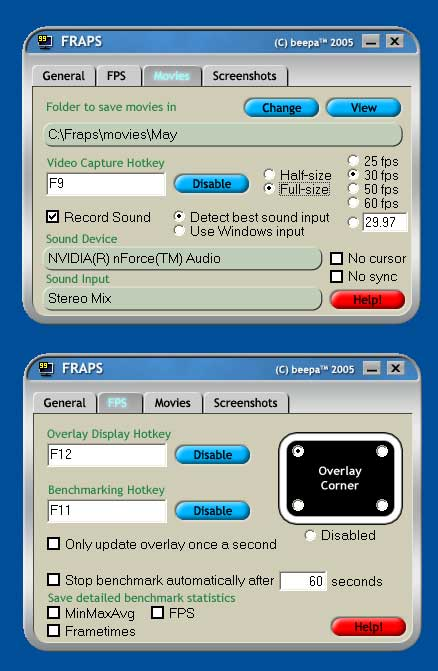 99 FRAPS (C) beepa™ 2005
General FPS Movies Screenshots
Folder to save movies in Change View
C:\Fraps\movies\May
Video Capture Hotkey
F9 Disable
Half-size
Full-size
25 fps
30 fps
50 fps
60 fps
29.97
Record Sound
Detect best sound input
Use Windows input
Sound Device
NVIDIA(R) nForce(TM) Audio
No cursor
No sync
Sound Input
Stereo Mix Help!
99 FRAPS (C) beepa™ 2005
General FPS Movies Screenshots
Overlay Display Hotkey
F12 Disable
Benchmarking Hotkey
F11 Disable
Overlay
Corner
Disabled
Only update overlay once a second
Stop benchmark automatically after 60 seconds
Save detailed benchmark statistics
MinMaxAvg FPS
Frametimes
Help!